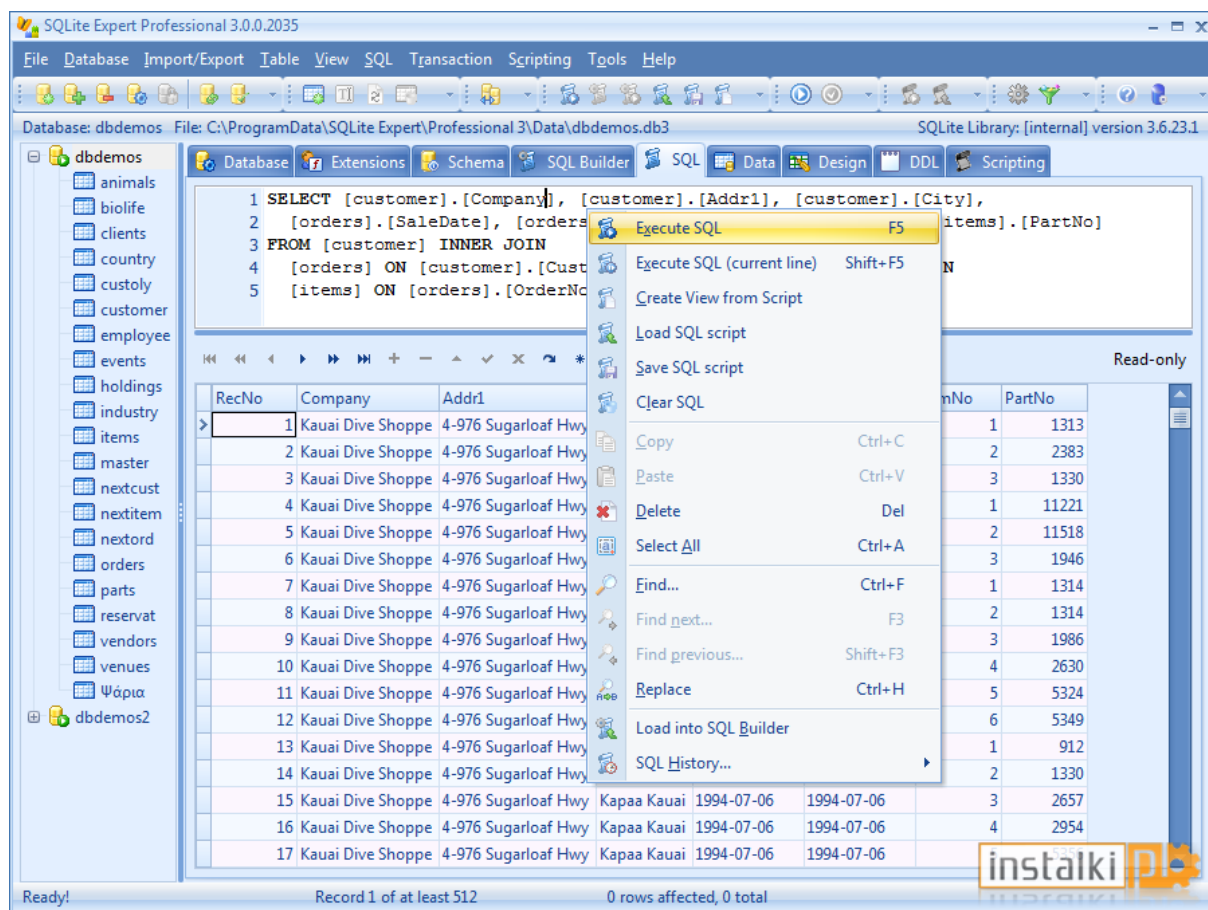 SQLite Expert Professional 3.0.0.2035
File Database Import/Export Table View SQL Transaction Scripting Tools Help
Database: dbdemos File: C:\ProgramData\SQLite Expert\Professional 3\Data\dbdemos.db3 SQLite Library: [internal] version 3.6.23.1
dbdemos
animals
biolife
clients
country
custoly
customer
employee
events
holdings
industry
items
master
nextcust
nextitem
nextord
orders
parts
reservat
vendors
venues
Ψάρια
dbdemos2
Database Extensions Schema SQL Builder SQL Data Design DDL Scripting
1 SELECT [customer].[Company], [customer].[Addr1], [customer].[City],
2 [orders].[SaleDate], [orders items].[PartNo]
3 FROM [customer] INNER JOIN
4 [orders] ON [customer].[Cust N
5 [items] ON [orders].[OrderNo
Read-only
Execute SQL F5
Execute SQL (current line) Shift+F5
Create View from Script
Load SQL script
Save SQL script
Clear SQL
Copy Ctrl+C
Paste Ctrl+V
Delete Del
Select All Ctrl+A
Find... Ctrl+F
Find next... F3
Find previous... Shift+F3
Replace Ctrl+H
Load into SQL Builder
SQL History...
RecNo Company Addr1 mNo PartNo
1 Kauai Dive Shoppe 4-976 Sugarloaf Hwy 1 1313
2 Kauai Dive Shoppe 4-976 Sugarloaf Hwy 2 2383
3 Kauai Dive Shoppe 4-976 Sugarloaf Hwy 3 1330
4 Kauai Dive Shoppe 4-976 Sugarloaf Hwy 1 11221
5 Kauai Dive Shoppe 4-976 Sugarloaf Hwy 2 11518
6 Kauai Dive Shoppe 4-976 Sugarloaf Hwy 3 1946
7 Kauai Dive Shoppe 4-976 Sugarloaf Hwy 1 1314
8 Kauai Dive Shoppe 4-976 Sugarloaf Hwy 2 1314
9 Kauai Dive Shoppe 4-976 Sugarloaf Hwy 3 1986
10 Kauai Dive Shoppe 4-976 Sugarloaf Hwy 4 2630
11 Kauai Dive Shoppe 4-976 Sugarloaf Hwy 5 5324
12 Kauai Dive Shoppe 4-976 Sugarloaf Hwy 6 5349
13 Kauai Dive Shoppe 4-976 Sugarloaf Hwy 1 912
14 Kauai Dive Shoppe 4-976 Sugarloaf Hwy 2 1330
15 Kauai Dive Shoppe 4-976 Sugarloaf Hwy Kapaa Kauai 1994-07-06 1994-07-06 3 2657
16 Kauai Dive Shoppe 4-976 Sugarloaf Hwy Kapaa Kauai 1994-07-06 1994-07-06 4 2954
17 Kauai Dive Shoppe 4-976 Sugarloaf Hwy Kapaa Kauai 1994-07-06 1994-07-06
instalki pl
Ready! Record 1 of at least 512 0 rows affected, 0 total